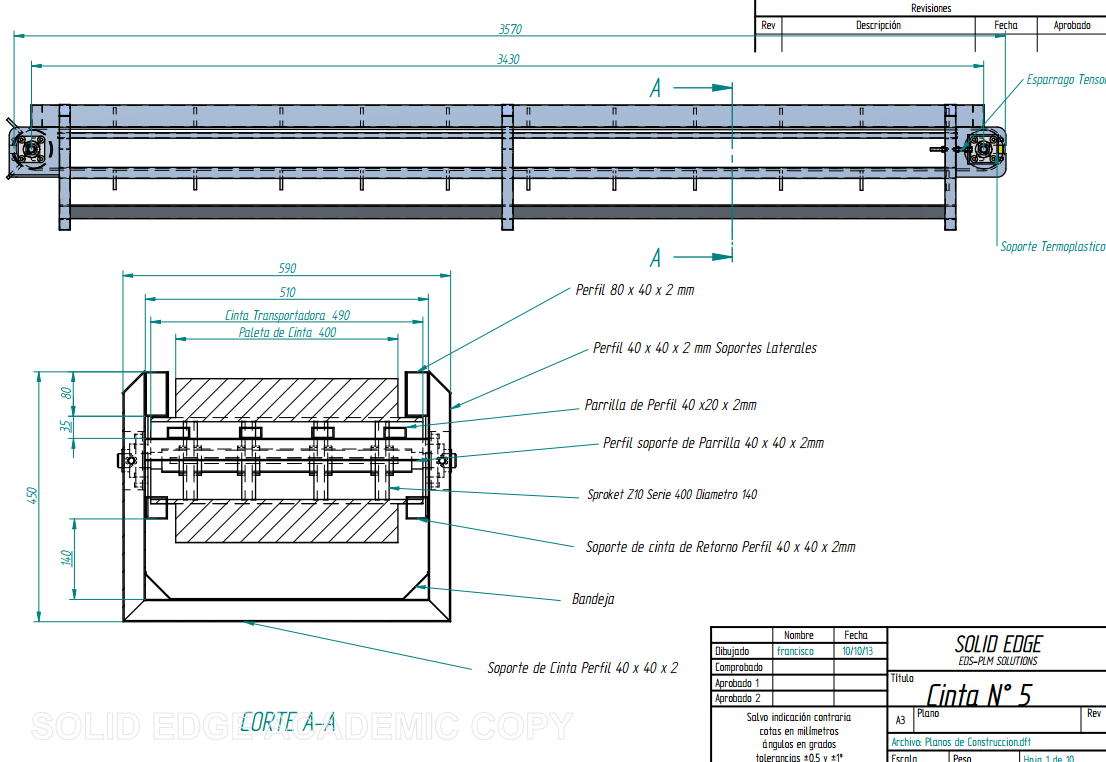 Revisiones
Rev Descripción Fecha Aprobado
3570
3430
A
Esparrago Tensor
A
Soporte Termoplastico
590
510
Cinta Transportadora 490
Paleta de Cinta 400
80
35
450
140
Perfil 80 x 40 x 2 mm
Perfil 40 x 40 x 2 mm Soportes Laterales
Parrilla de Perfil 40 x20 x 2mm
Perfil soporte de Parrilla 40 x 40 x 2mm
Sproket Z10 Serie 400 Diametro 140
Soporte de cinta de Retorno Perfil 40 x 40 x 2mm
Bandeja
Soporte de Cinta Perfil 40 x 40 x 2
CORTE A-A
SOLID EDGE ACADEMIC COPY
Nombre Fecha
Dibujado francisco 10/10/13
Comprobado
Aprobado 1
Aprobado 2
Salvo indicación contraria
cotas en milímetros
ángulos en grados
tolerancias ±0,5 y ±1º
SOLID EDGE
EDS-PLM SOLUTIONS
Título
Cinta N° 5
A3 Plano Rev
Archivo: Planos de Construccion.dft
Escala Peso Hoja 1 de 10